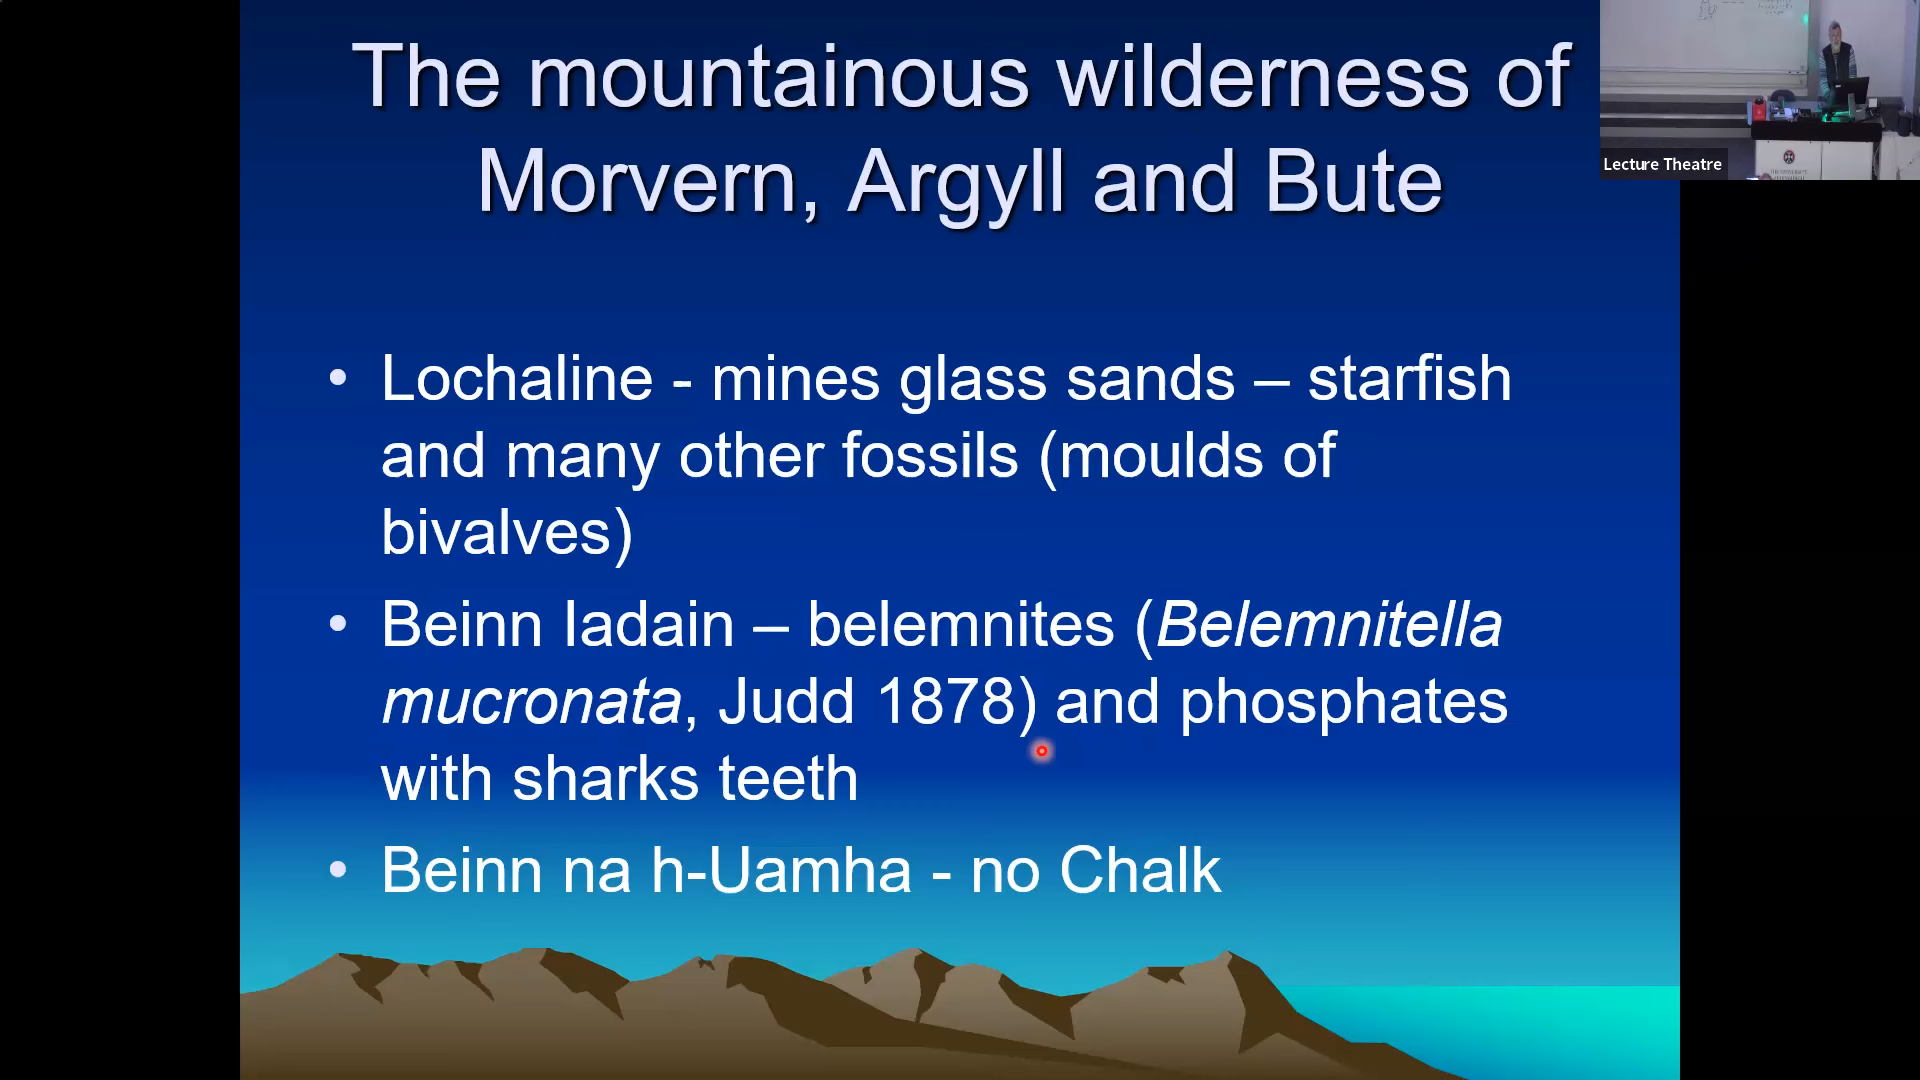 The mountainous wilderness of
Morvern, Argyll and Bute
Lecture Theatre
• Lochaline - mines glass sands – starfish
and many other fossils (moulds of
bivalves)
• Beinn Iadain – belemnites (Belemnitella
mucronata, Judd 1878) and phosphates
with sharks teeth
• Beinn na h-Uamha - no Chalk